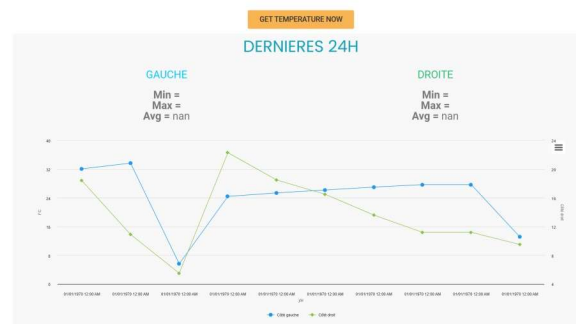 GET TEMPERATURE NOW
DERNIERES 24H
GAUCHE
Min =
Max =
Avg = nan
DROITE
Min =
Max =
Avg = nan
40
32
24
16
8
0
24
20
16
12
8
4
01/01/1970 12:00 AM 01/01/1970 12:00 AM 01/01/1970 12:00 AM 01/01/1970 12:00 AM 01/01/1970 12:00 AM 01/01/1970 12:00 AM 01/01/1970 12:00 AM 01/01/1970 12:00 AM 01/01/1970 12:00 AM 01/01/1970 12:00 AM
Côté gauche Côté droit